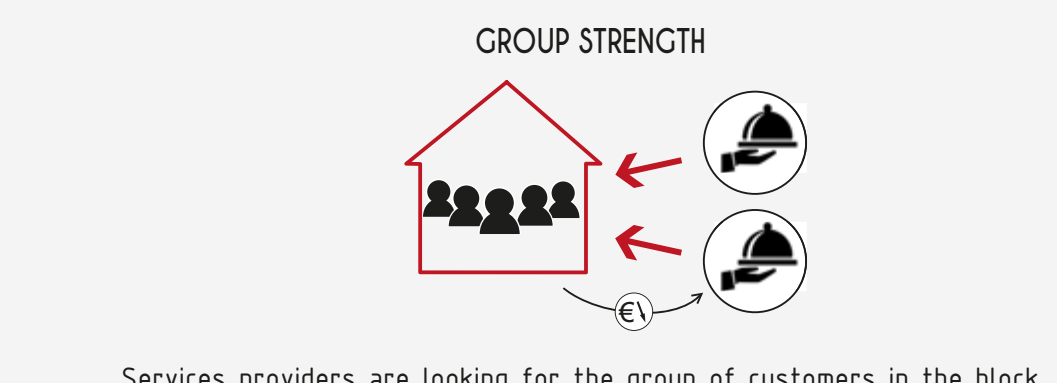 GROUP STRENGTH
€
Services providers are looking for the group of customers in the block